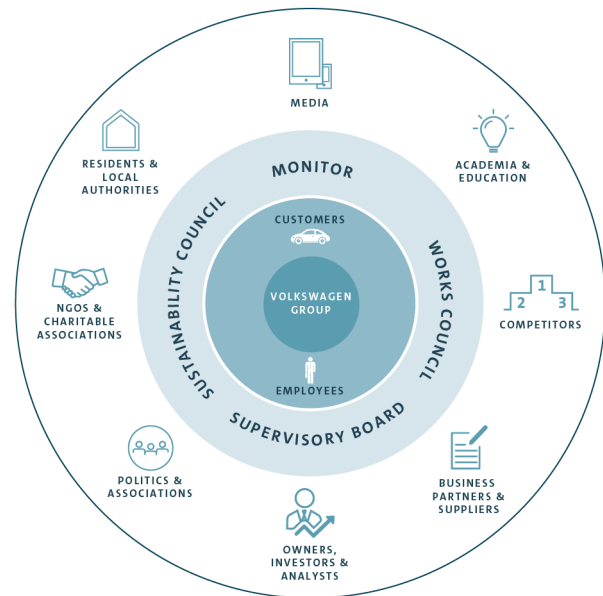 MEDIA
RESIDENTS &
LOCAL
AUTHORITIES
ACADEMIA &
EDUCATION
MONITOR
SUSTAINABILITY COUNCIL
WORKS COUNCIL
SUPERVISORY BOARD
CUSTOMERS
VOLKSWAGEN
GROUP
EMPLOYEES
NGOS &
CHARITABLE
ASSOCIATIONS
1
2 3
COMPETITORS
POLITICS &
ASSOCIATIONS
BUSINESS
PARTNERS &
SUPPLIERS
OWNERS,
INVESTORS &
ANALYSTS